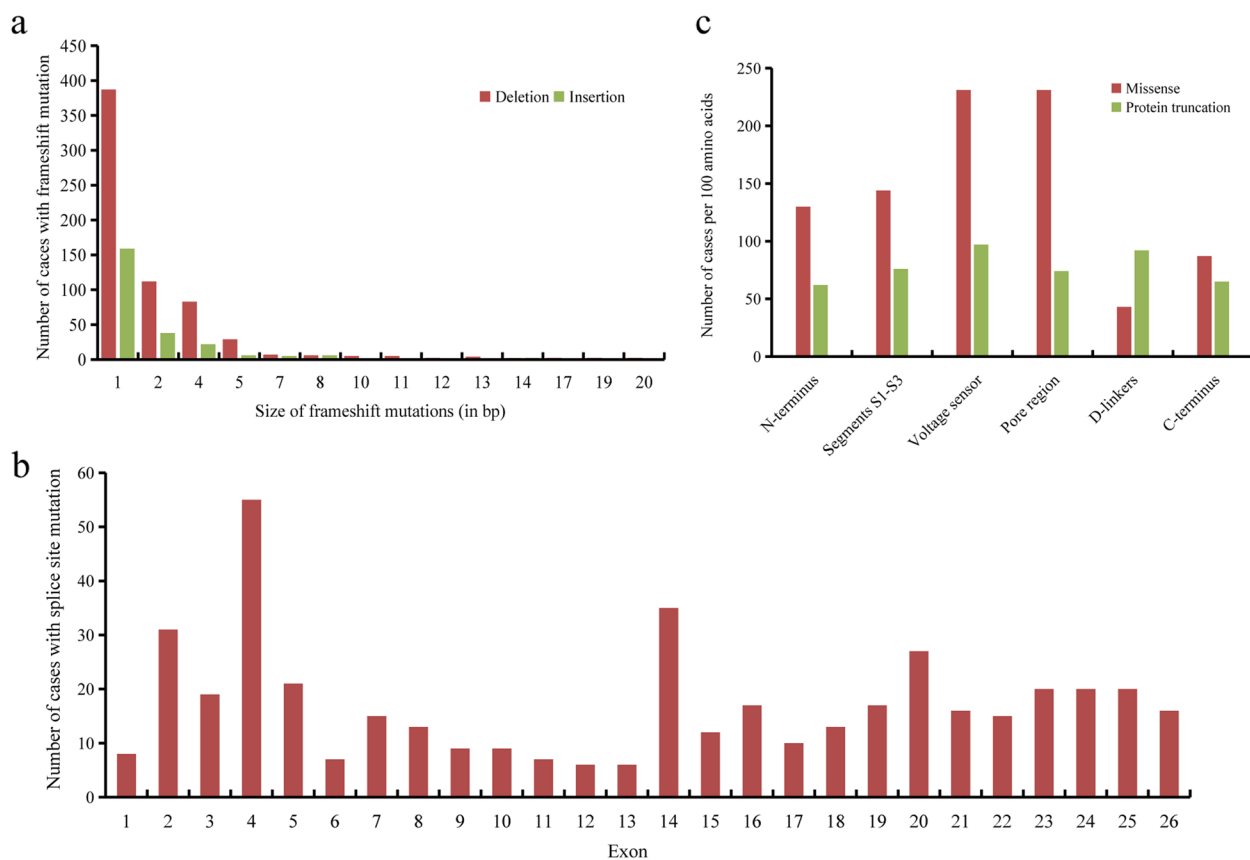 a
Number of caces with frameshift mutation
450
400
350
300
250
200
150
100
50
0
Deletion Insertion
1 2 4 5 7 8 10 11 12 13 14 17 19 20
Size of frameshift mutations (in bp)
c
Number of cases per 100 amino acids
250
200
150
100
50
0
Missense
Protein truncation
N-terminus
Segments S1-S3
Voltage sensor
Pore region
D-linkers
C-terminus
b
Number of cases with splice site mutation
60
50
40
30
20
10
0
1 2 3 4 5 6 7 8 9 10 11 12 13 14 15 16 17 18 19 20 21 22 23 24 25 26
Exon